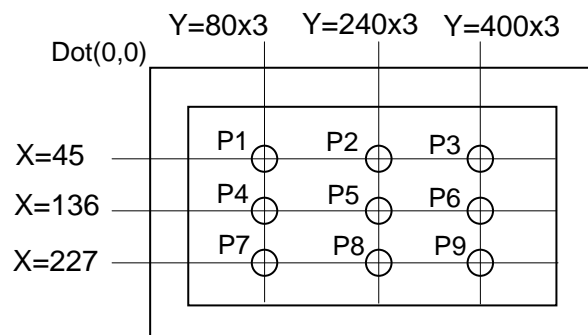 Y=80x3 Y=240x3 Y=400x3
Dot(0,0)
P1 P2 P3
X=45
P4 P5 P6
X=136
P7 P8 P9
X=227